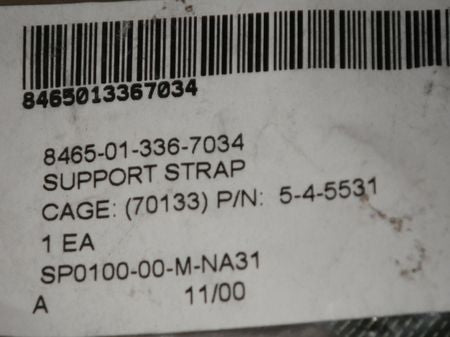 8465013367034
8465-01-336-7034
SUPPORT STRAP
CAGE: (70133) P/N: 5-4-5531
1 EA
SP0100-00-M-NA31
A 11/00